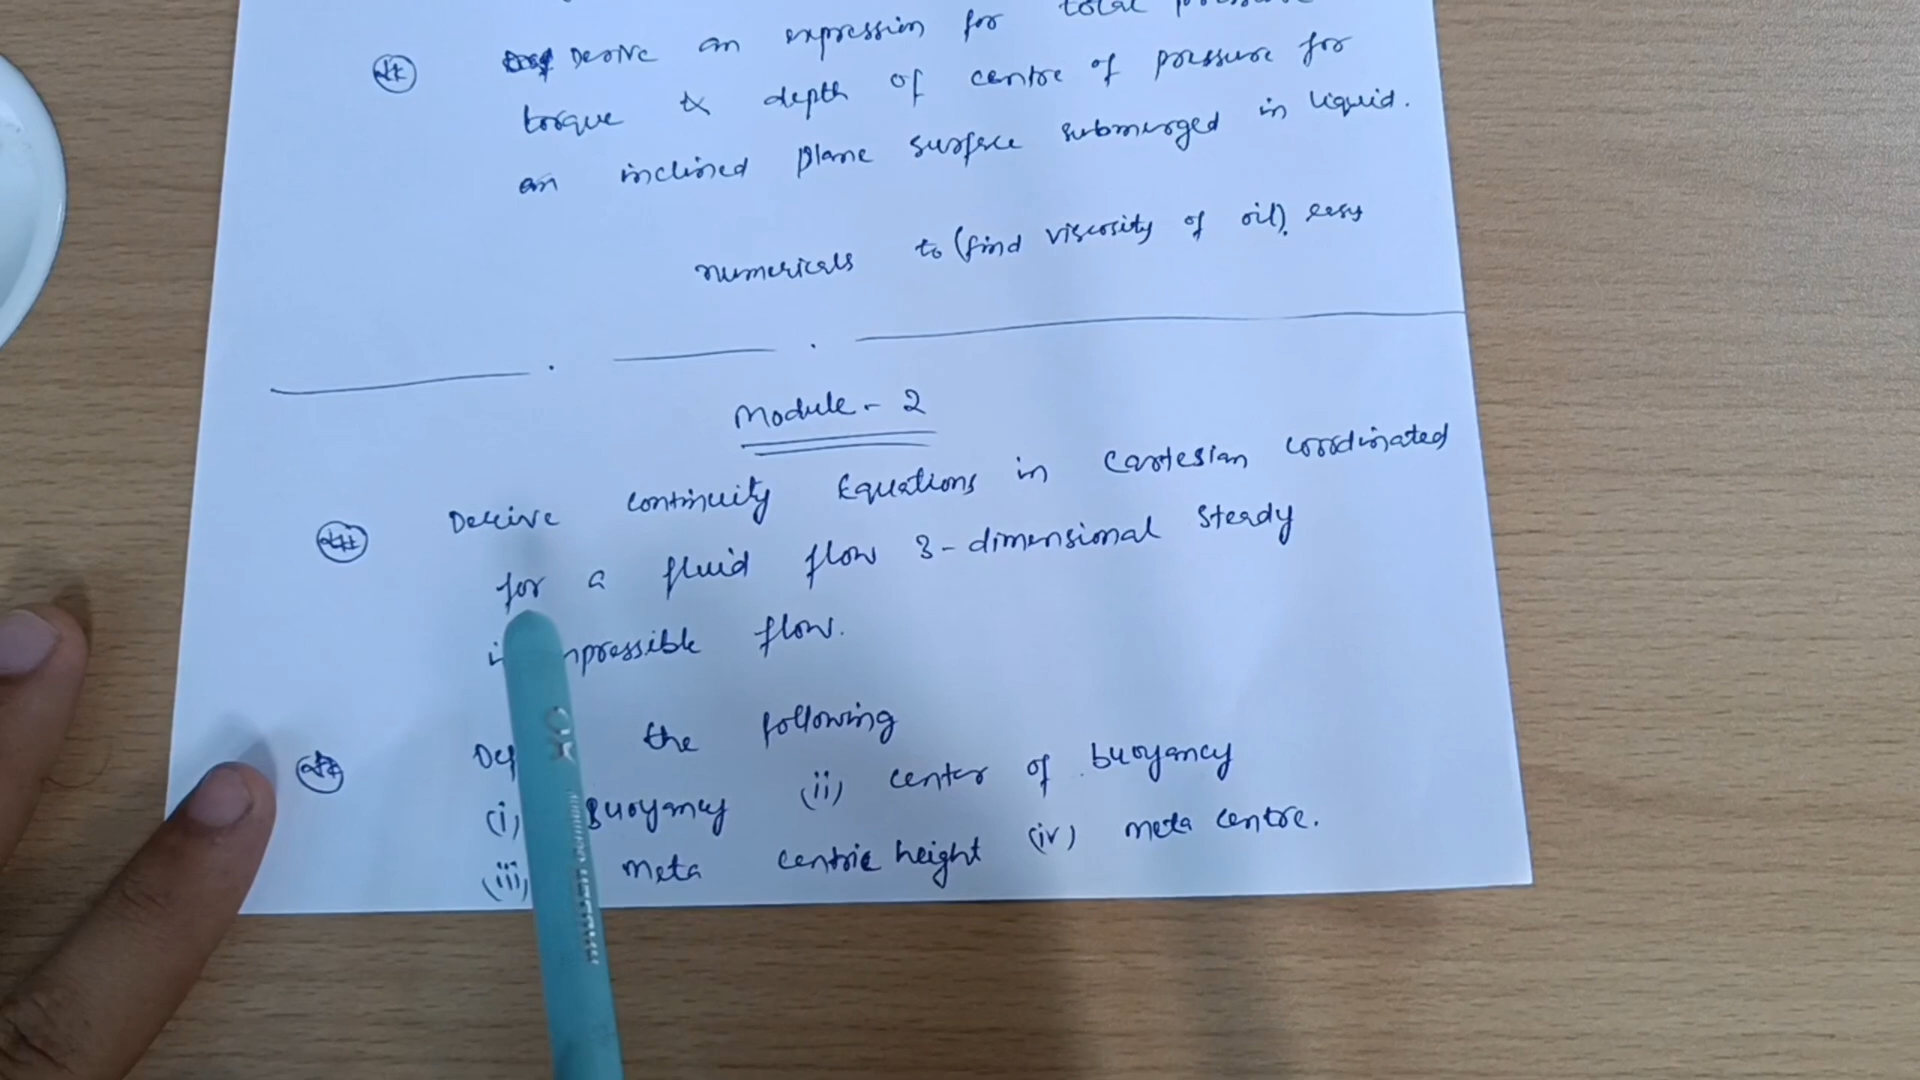 Derive an expression for total
torque & depth of centre of pressure for
an inclined plane surface submerged in liquid.
numericals to (find viscosity of oil). easy
Module - 2
Derive continuity Equations in Cartesian coordinated
for a fluid flow 3-dimensional steady
flow.
the following
(i) Buoyancy (ii) center of buoyancy
(iii) meta centric height (iv) meta centre.